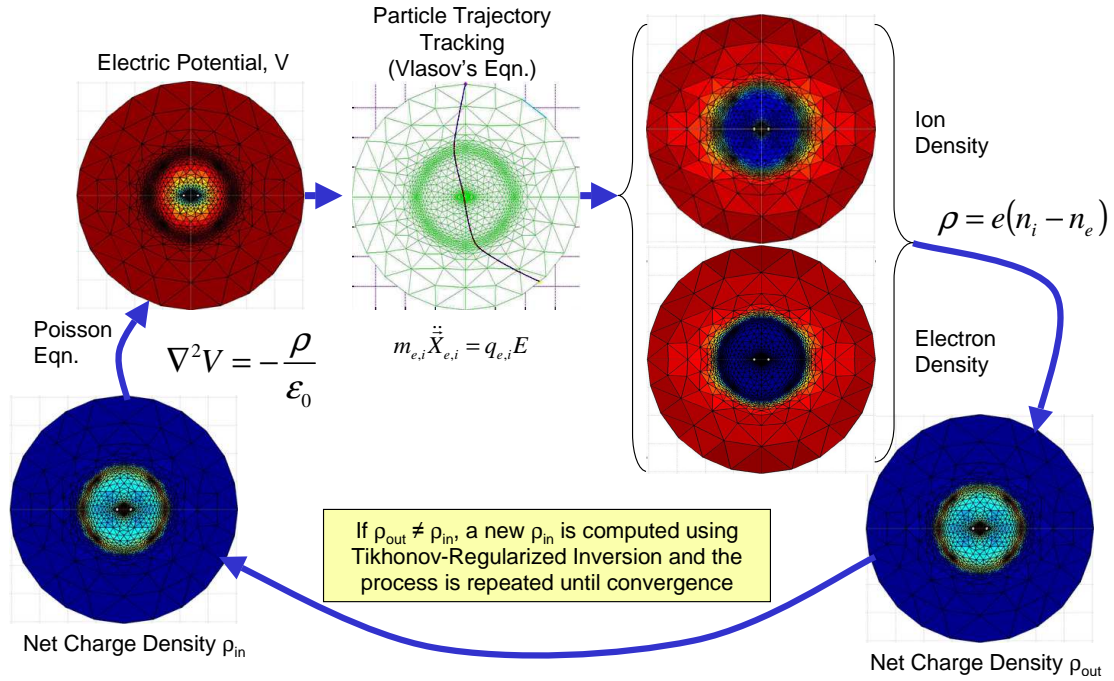 Particle Trajectory
Tracking
(Vlasov's Eqn.)
Electric Potential, V
Ion
Density
ρ = e(n_i − n_e)
Poisson
Eqn.
∇²V = −ρ/ε₀
m_{e,i} Ẍ_{e,i} = q_{e,i}E
Electron
Density
If ρ_out ≠ ρ_in, a new ρ_in is computed using
Tikhonov-Regularized Inversion and the
process is repeated until convergence
Net Charge Density ρ_in
Net Charge Density ρ_out